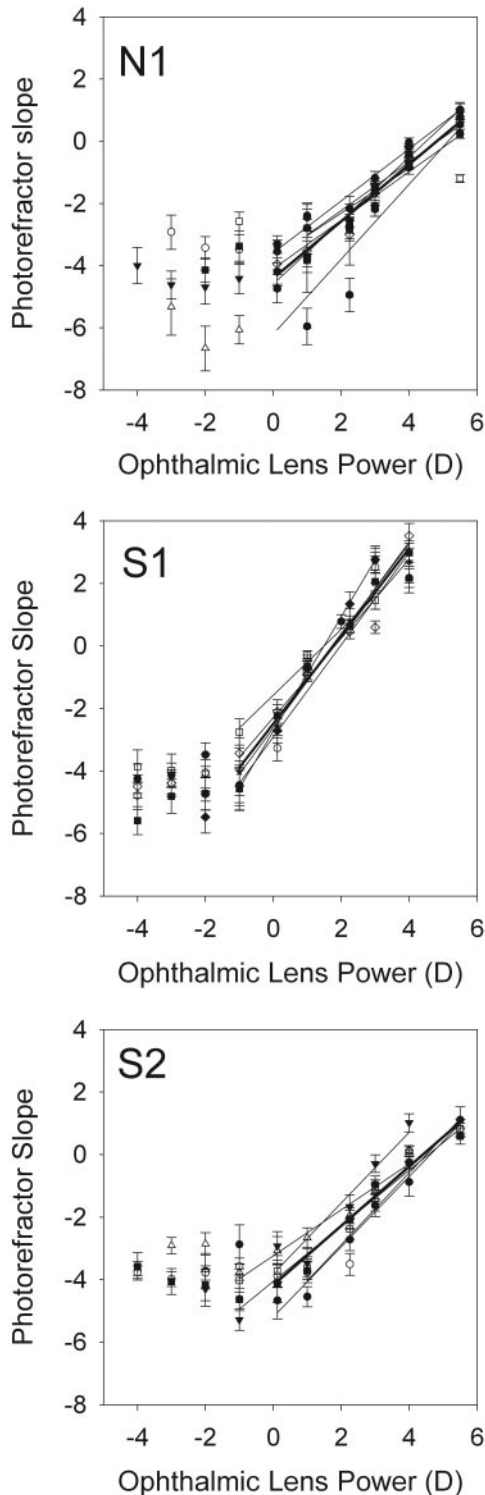 N1
Photorefractor slope
4
2
0
-2
-4
-6
-8
-4 -2 0 2 4 6
Ophthalmic Lens Power (D)
S1
Photorefractor Slope
4
2
0
-2
-4
-6
-8
-4 -2 0 2 4 6
Ophthalmic Lens Power (D)
S2
Photorefractor Slope
4
2
0
-2
-4
-6
-8
-4 -2 0 2 4 6
Ophthalmic Lens Power (D)